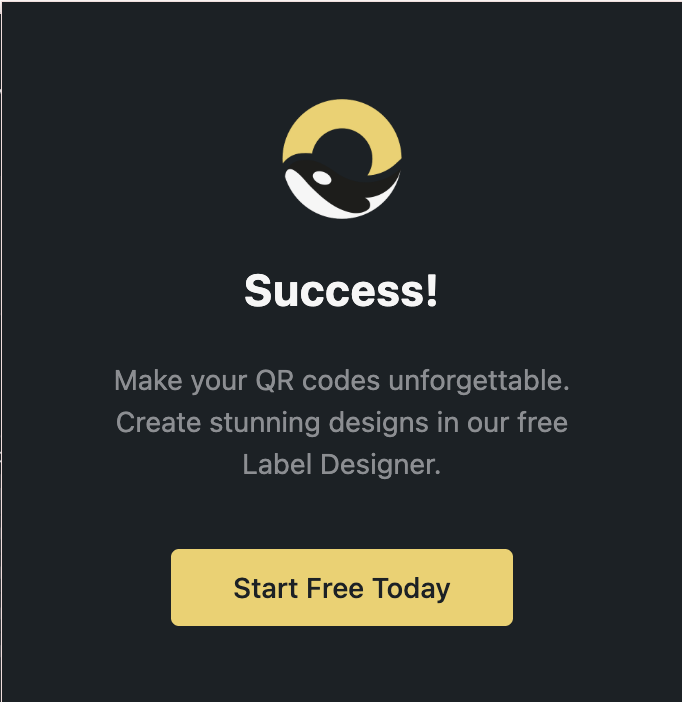 Success!
Make your QR codes unforgettable.
Create stunning designs in our free
Label Designer.
Start Free Today